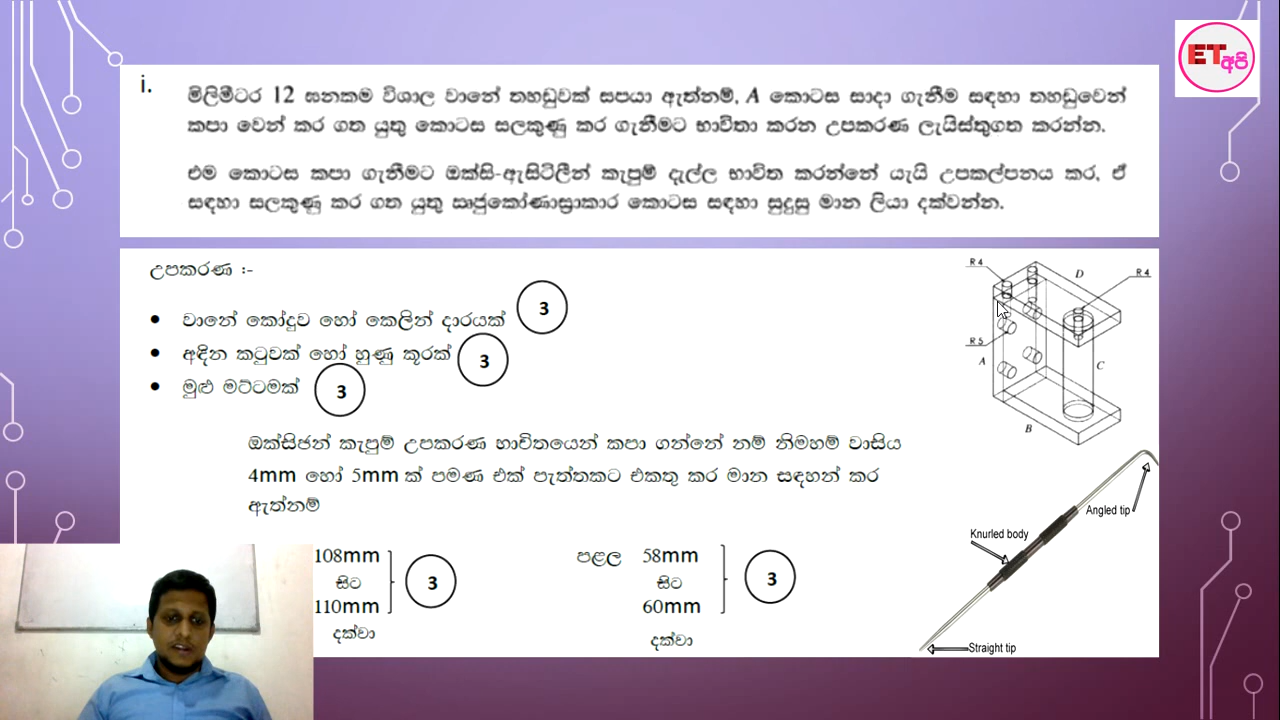 ET අපි
i.
මිලිමීටර 12 ඝනකම විශාල වානේ තහඩුවක් සපයා ඇත්නම්, A කොටස සාදා ගැනීම සඳහා තහඩුවෙන්
කපා වෙන් කර ගත යුතු කොටස සලකුණු කර ගැනීමට භාවිතා කරන උපකරණ ලැයිස්තුගත කරන්න.
එම කොටස කපා ගැනීමට ඔක්සි-ඇසිටිලීන් කැපුම් දැල්ල භාවිත කරන්නේ යැයි උපකල්පනය කර, ඒ
සඳහා සලකුණු කර ගත යුතු ඍජුකෝණාස්‍රාකාර කොටස සඳහා සුදුසු මාන ලියා දක්වන්න.
උපකරණ :-
• වානේ කෝදුව හෝ කෙලින් දාරයක් 3
• අඳින කටුවක් හෝ හුණු කූරක් 3
• මුළු මට්ටමක් 3
ඔක්සිජන් කැපුම් උපකරණ භාවිතයෙන් කපා ගන්නේ නම් නිමහම් වාසිය
4mm හෝ 5mm ක් පමණ එක් පැත්තකට එකතු කර මාන සඳහන් කර
ඇත්නම්
108mm
සිට
110mm
දක්වා
3
පළල 58mm
සිට
60mm
දක්වා
3
R 4
D
R 4
R 5
A
C
B
Angled tip
Knurled body
Straight tip